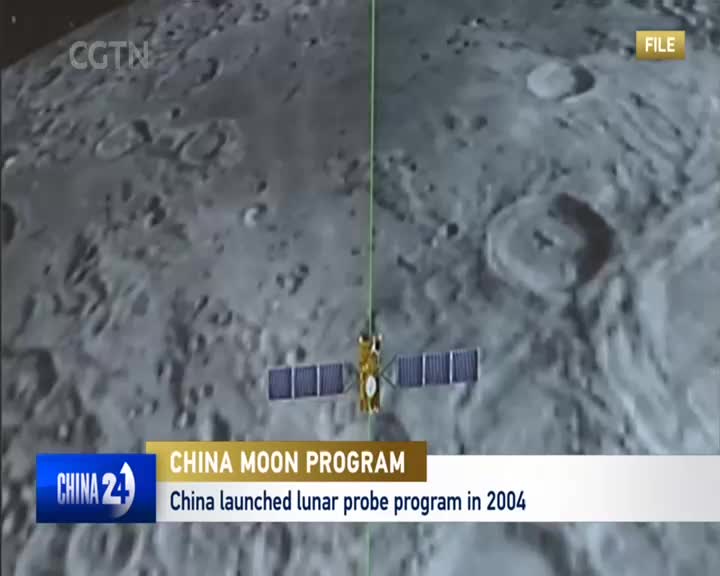 CGTN
FILE
CHINA MOON PROGRAM
CHINA 24
China launched lunar probe program in 2004